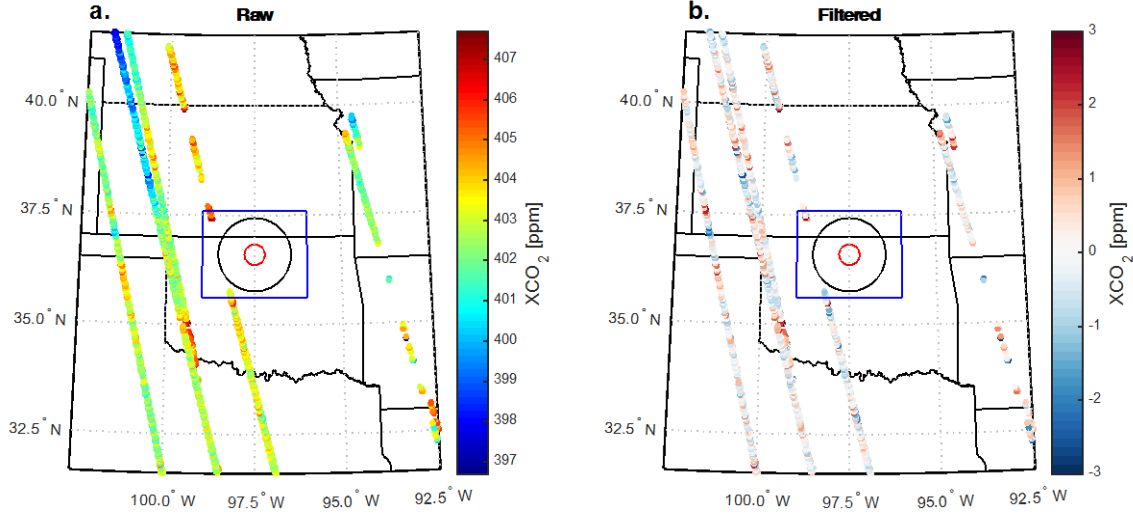 a. Raw
40.0° N
37.5° N
35.0° N
32.5° N
100.0° W 97.5° W 95.0° W 92.5° W
407
406
405
404
403
402
401
400
399
398
397
XCO2 [ppm]
b. Filtered
40.0° N
37.5° N
35.0° N
32.5° N
100.0° W 97.5° W 95.0° W 92.5° W
3
2
1
0
-1
-2
-3
XCO2 [ppm]